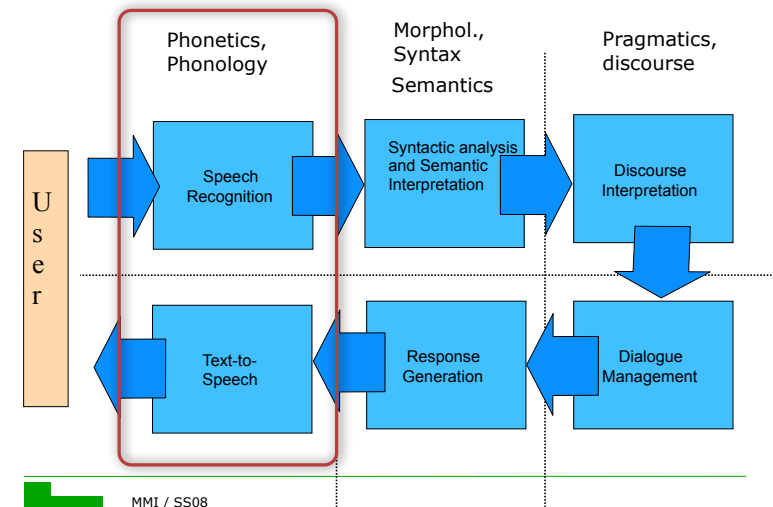 Phonetics,
Phonology
Morphol.,
Syntax
Semantics
Pragmatics,
discourse
User
Speech
Recognition
Syntactic analysis
and Semantic
Interpretation
Discourse
Interpretation
Text-to-
Speech
Response
Generation
Dialogue
Management
MMI / SS08